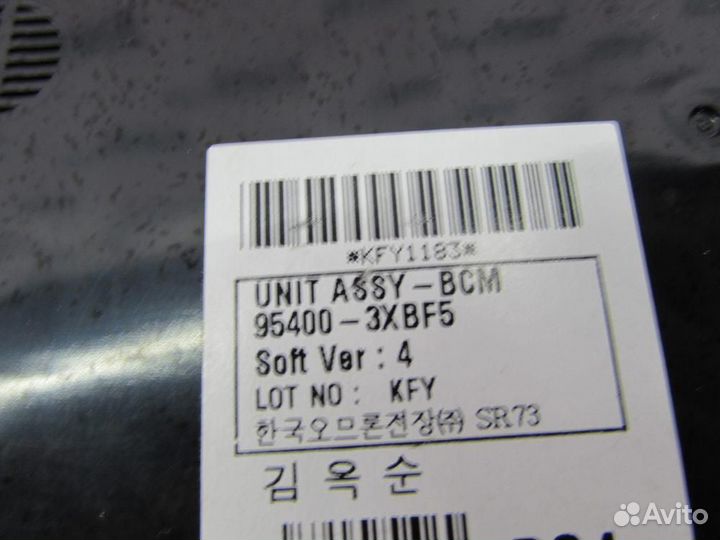 *KFY1183*
UNIT ASSY-BCM
95400-3XBF5
Soft Ver : 4
LOT NO : KFY
한국오므론전장㈜ SR73
김옥순
Avito